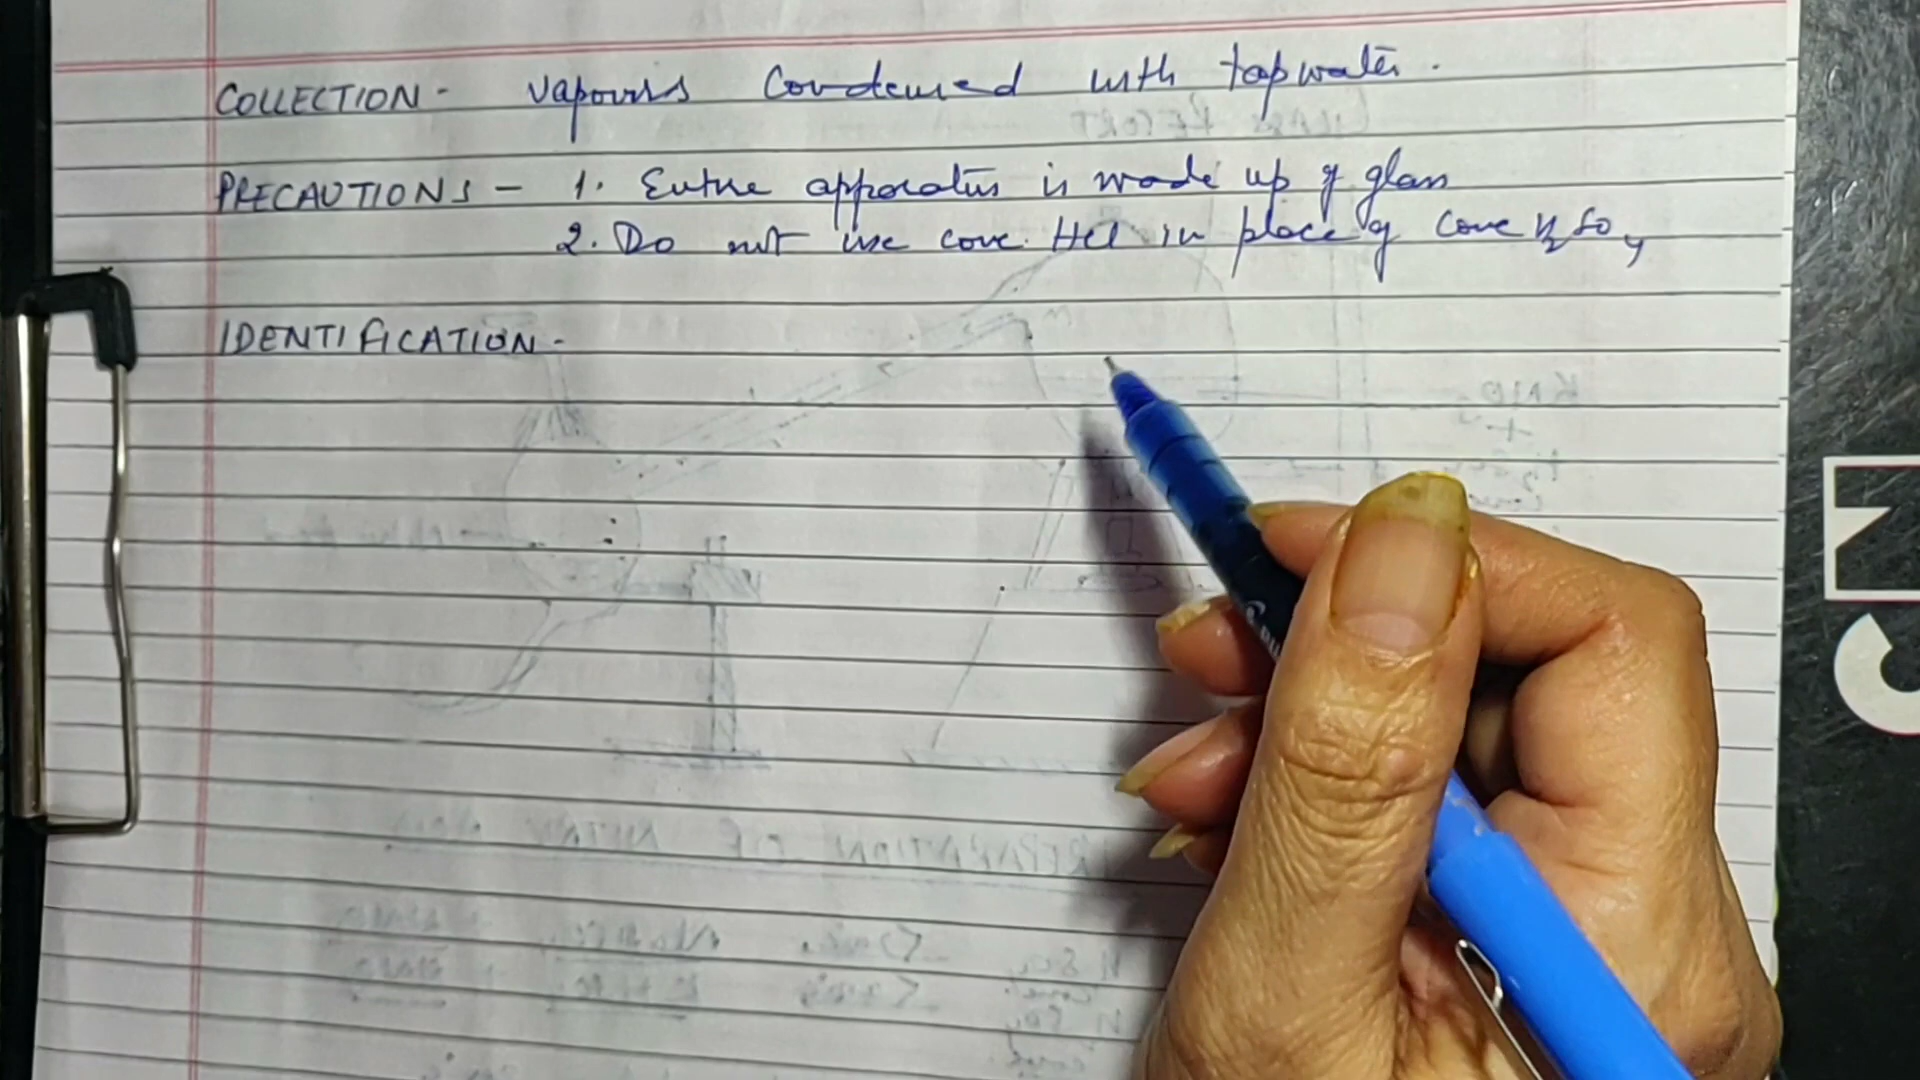 COLLECTION- Vapours Condensed with tapwater.
PRECAUTIONS - 1. Entire apparatus is made up of glass
2. Do not use conc. HCl in place of conc H2SO4
IDENTIFICATION -